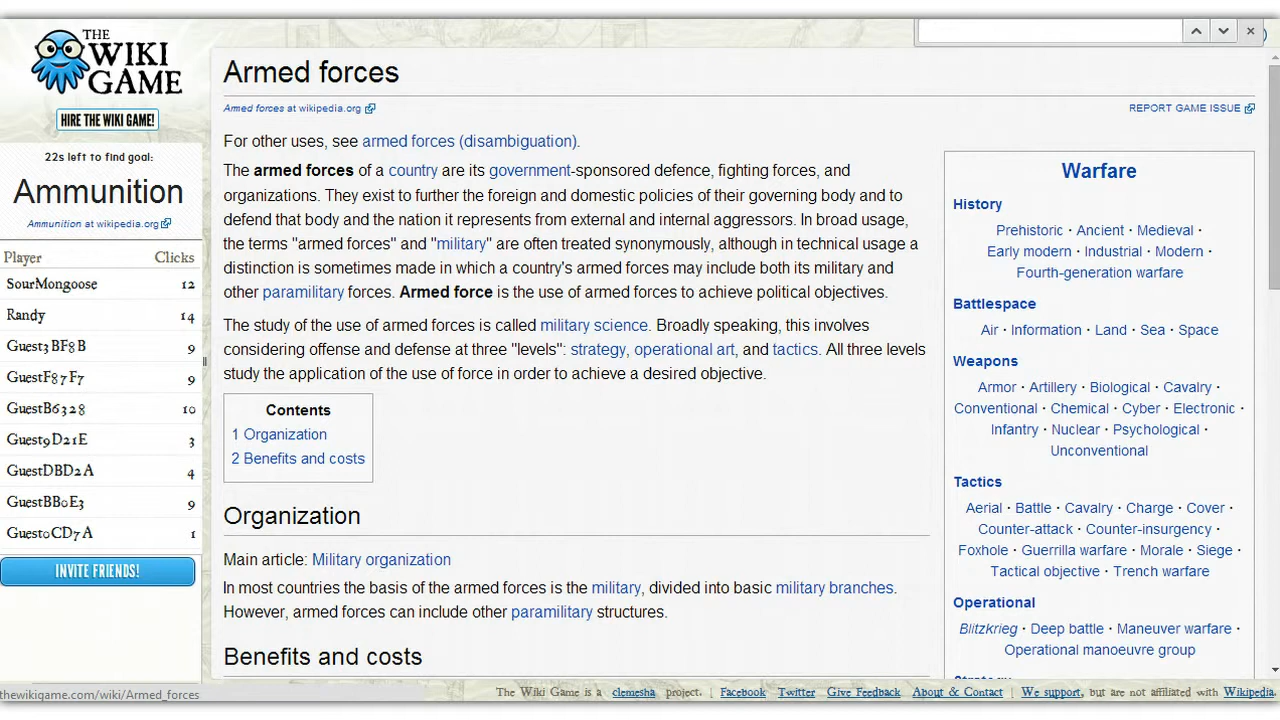 THE
WIKI
GAME
HIRE THE WIKI GAME!
22s left to find goal:
Ammunition
Ammunition at wikipedia.org
Player Clicks
SourMongoose 12
Randy 14
Guest3BF8B 9
GuestF87F7 9
GuestB6328 10
Guest9D21E 3
GuestDBD2A 4
GuestBB0E3 9
Guest0CD7A 1
INVITE FRIENDS!
thewikigame.com/wiki/Armed_forces
Armed forces
Armed forces at wikipedia.org
REPORT GAME ISSUE
For other uses, see armed forces (disambiguation).
The armed forces of a country are its government-sponsored defence, fighting forces, and
organizations. They exist to further the foreign and domestic policies of their governing body and to
defend that body and the nation it represents from external and internal aggressors. In broad usage,
the terms "armed forces" and "military" are often treated synonymously, although in technical usage a
distinction is sometimes made in which a country's armed forces may include both its military and
other paramilitary forces. Armed force is the use of armed forces to achieve political objectives.
The study of the use of armed forces is called military science. Broadly speaking, this involves
considering offense and defense at three "levels": strategy, operational art, and tactics. All three levels
study the application of the use of force in order to achieve a desired objective.
Contents
1 Organization
2 Benefits and costs
Organization
Main article: Military organization
In most countries the basis of the armed forces is the military, divided into basic military branches.
However, armed forces can include other paramilitary structures.
Benefits and costs
Warfare
History
Prehistoric · Ancient · Medieval ·
Early modern · Industrial · Modern ·
Fourth-generation warfare
Battlespace
Air · Information · Land · Sea · Space
Weapons
Armor · Artillery · Biological · Cavalry ·
Conventional · Chemical · Cyber · Electronic ·
Infantry · Nuclear · Psychological ·
Unconventional
Tactics
Aerial · Battle · Cavalry · Charge · Cover ·
Counter-attack · Counter-insurgency ·
Foxhole · Guerrilla warfare · Morale · Siege ·
Tactical objective · Trench warfare
Operational
Blitzkrieg · Deep battle · Maneuver warfare ·
Operational manoeuvre group
The Wiki Game is a clemesha project. | Facebook Twitter Give Feedback About & Contact | We support, but are not affiliated with Wikipedia.